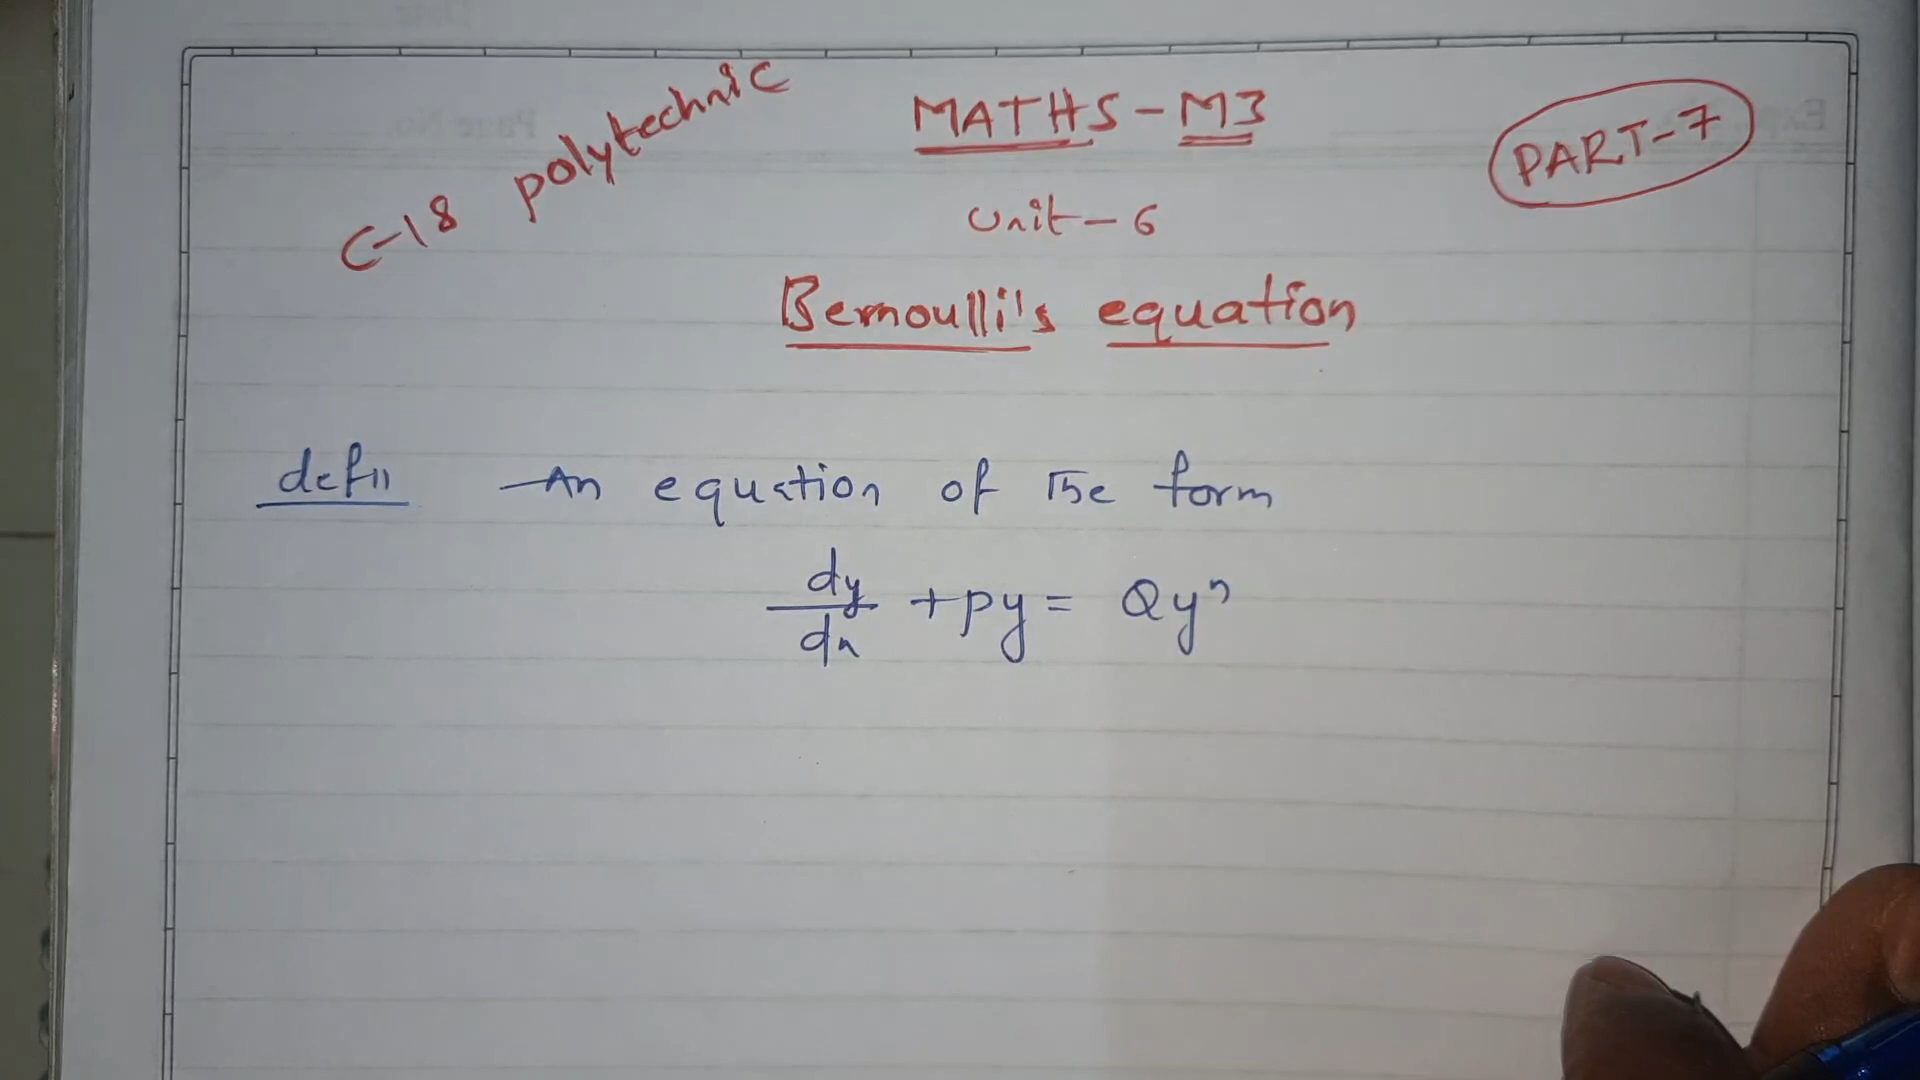 C-18 polytechnic
MATHS - M3
PART-7
Unit - 6
Bernoulli's equation
defn An equation of the form
dy/dx + py = Qyⁿ